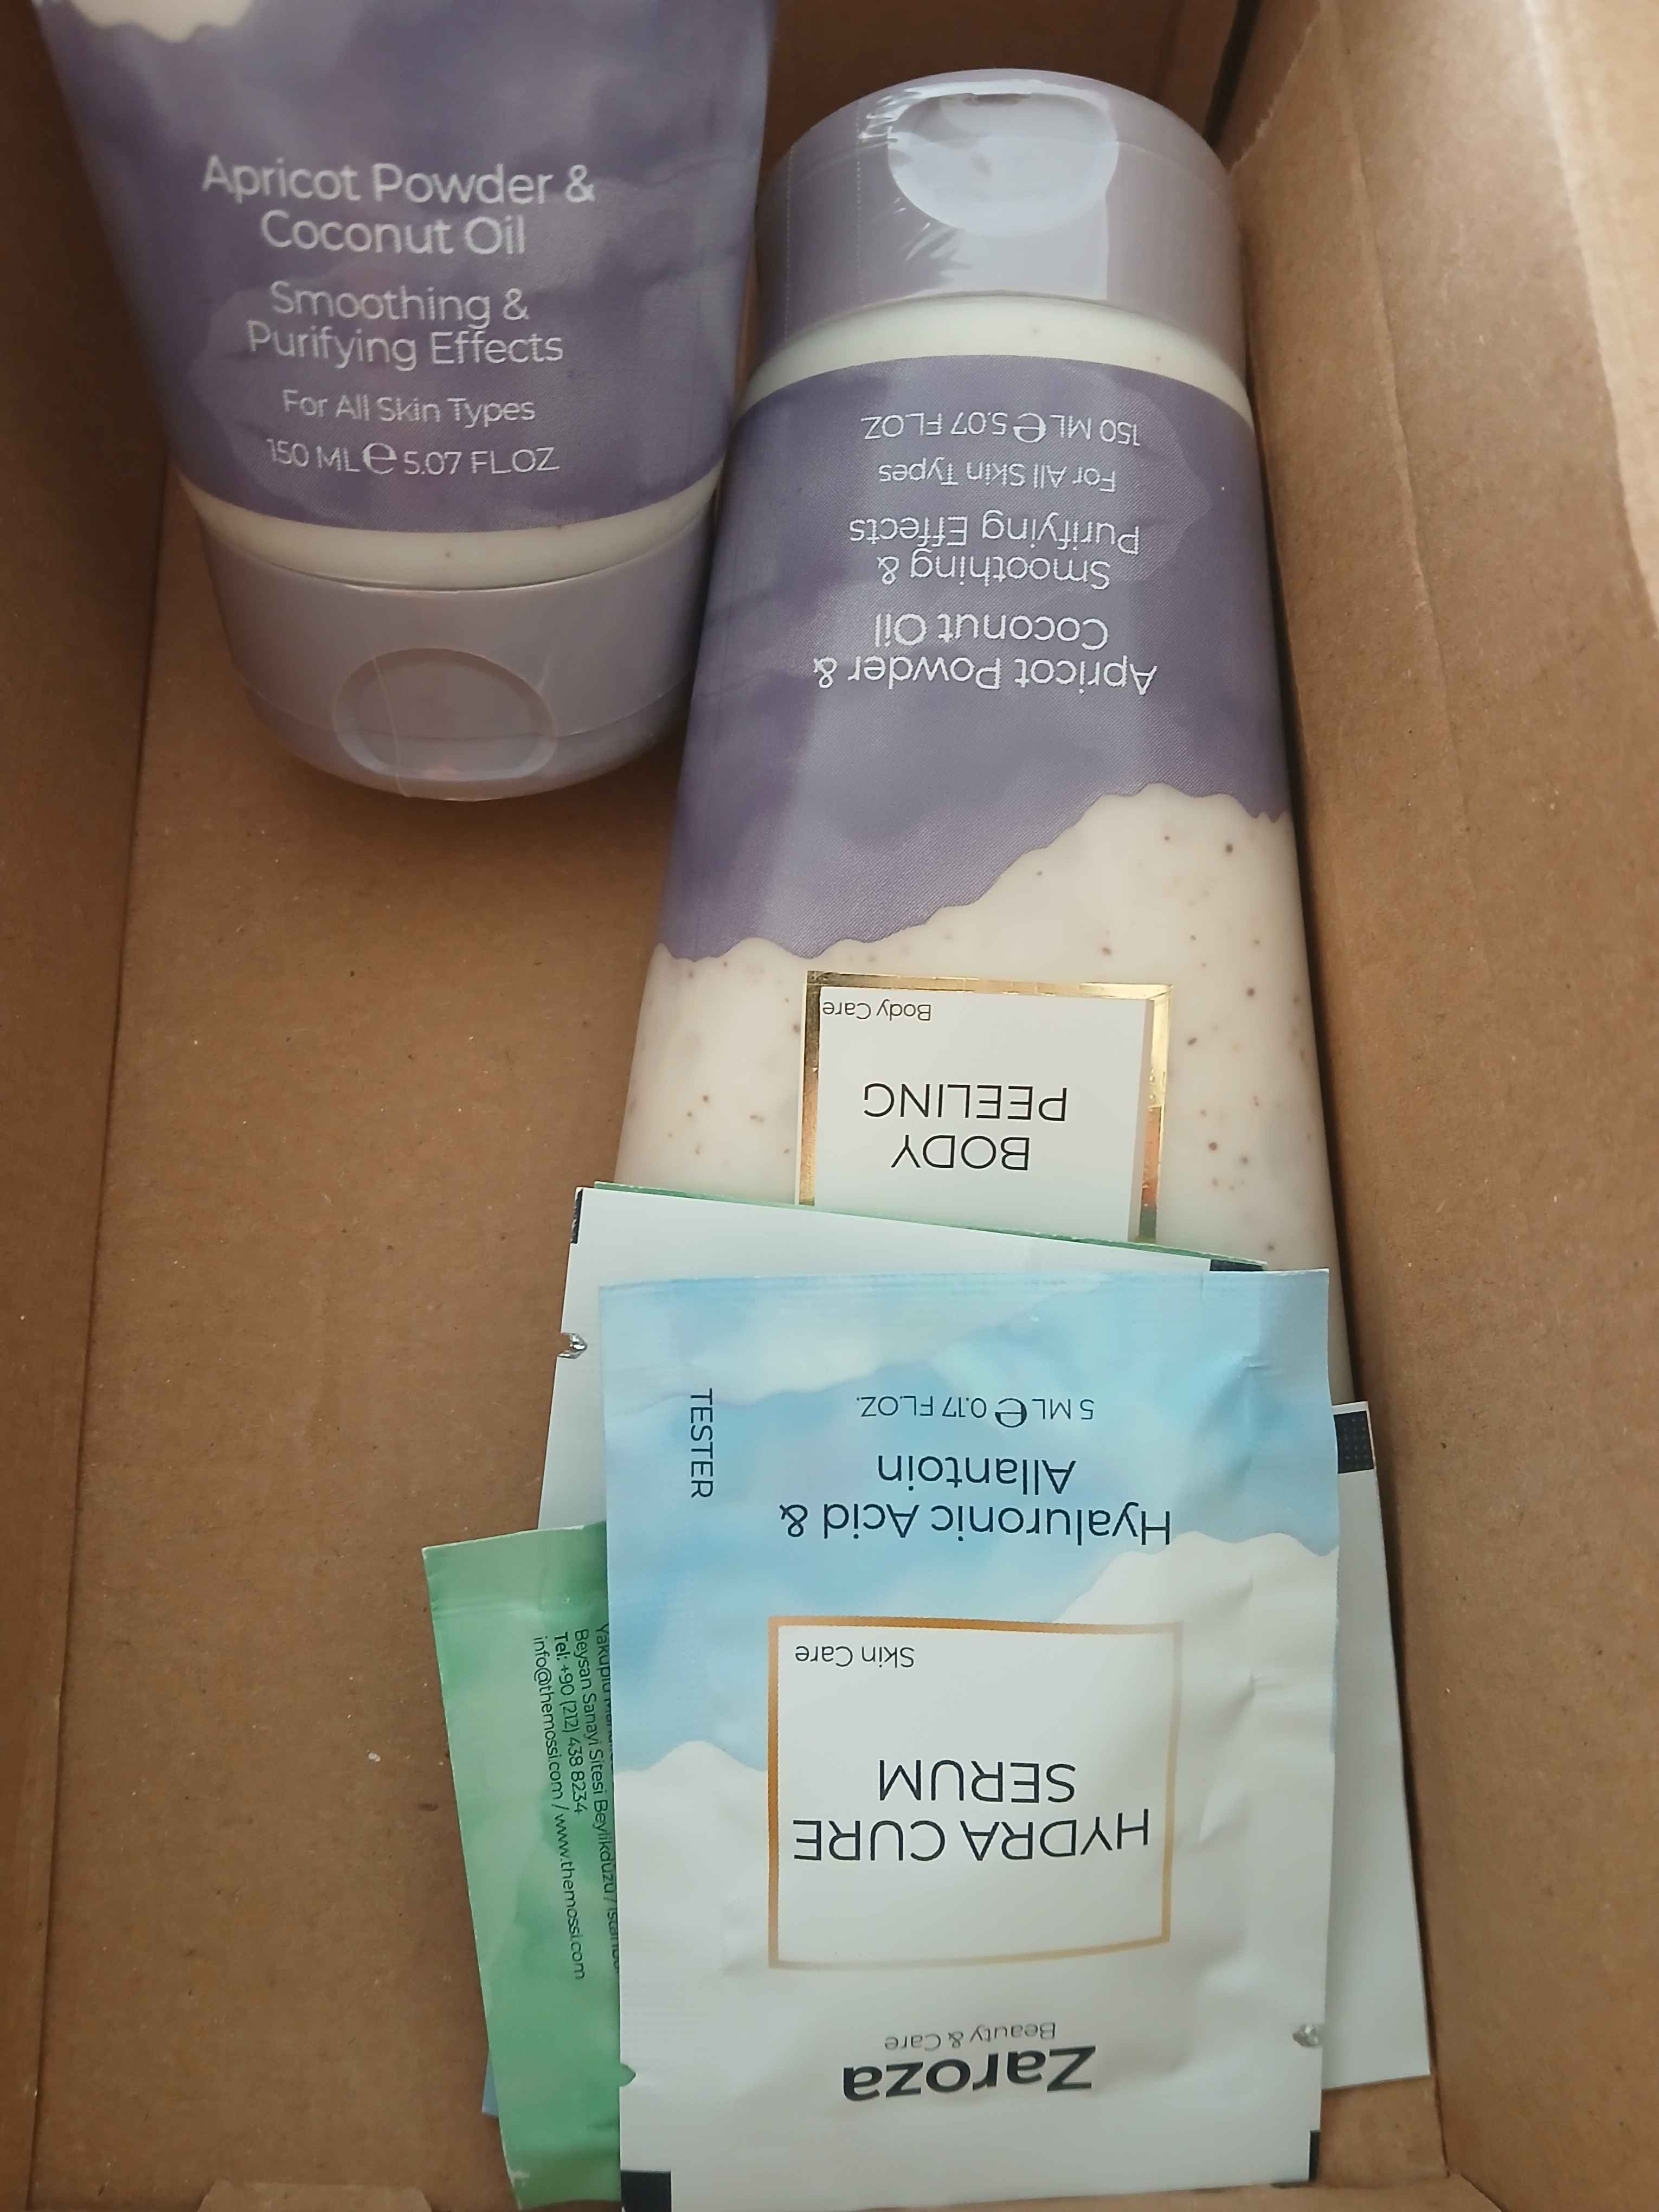 Apricot Powder &
Coconut Oil
Smoothing &
Purifying Effects
For All Skin Types
150 ML e 5.07 FL.OZ
BODY
PEELING
Body Care
Apricot Powder &
Coconut Oil
Smoothing &
Purifying Effects
For All Skin Types
150 ML e 5.07 FL.OZ
Zaroza
Beauty & Care
HYDRA CURE
SERUM
Skin Care
Hyaluronic Acid &
Allantoin
5 ML e 0.17 FL.OZ.
TESTER
Beysan Sanayi Sitesi Beylikdüzü /
Tel: +90 (212) 438 8234
info@themossi.com / www.themossi.com